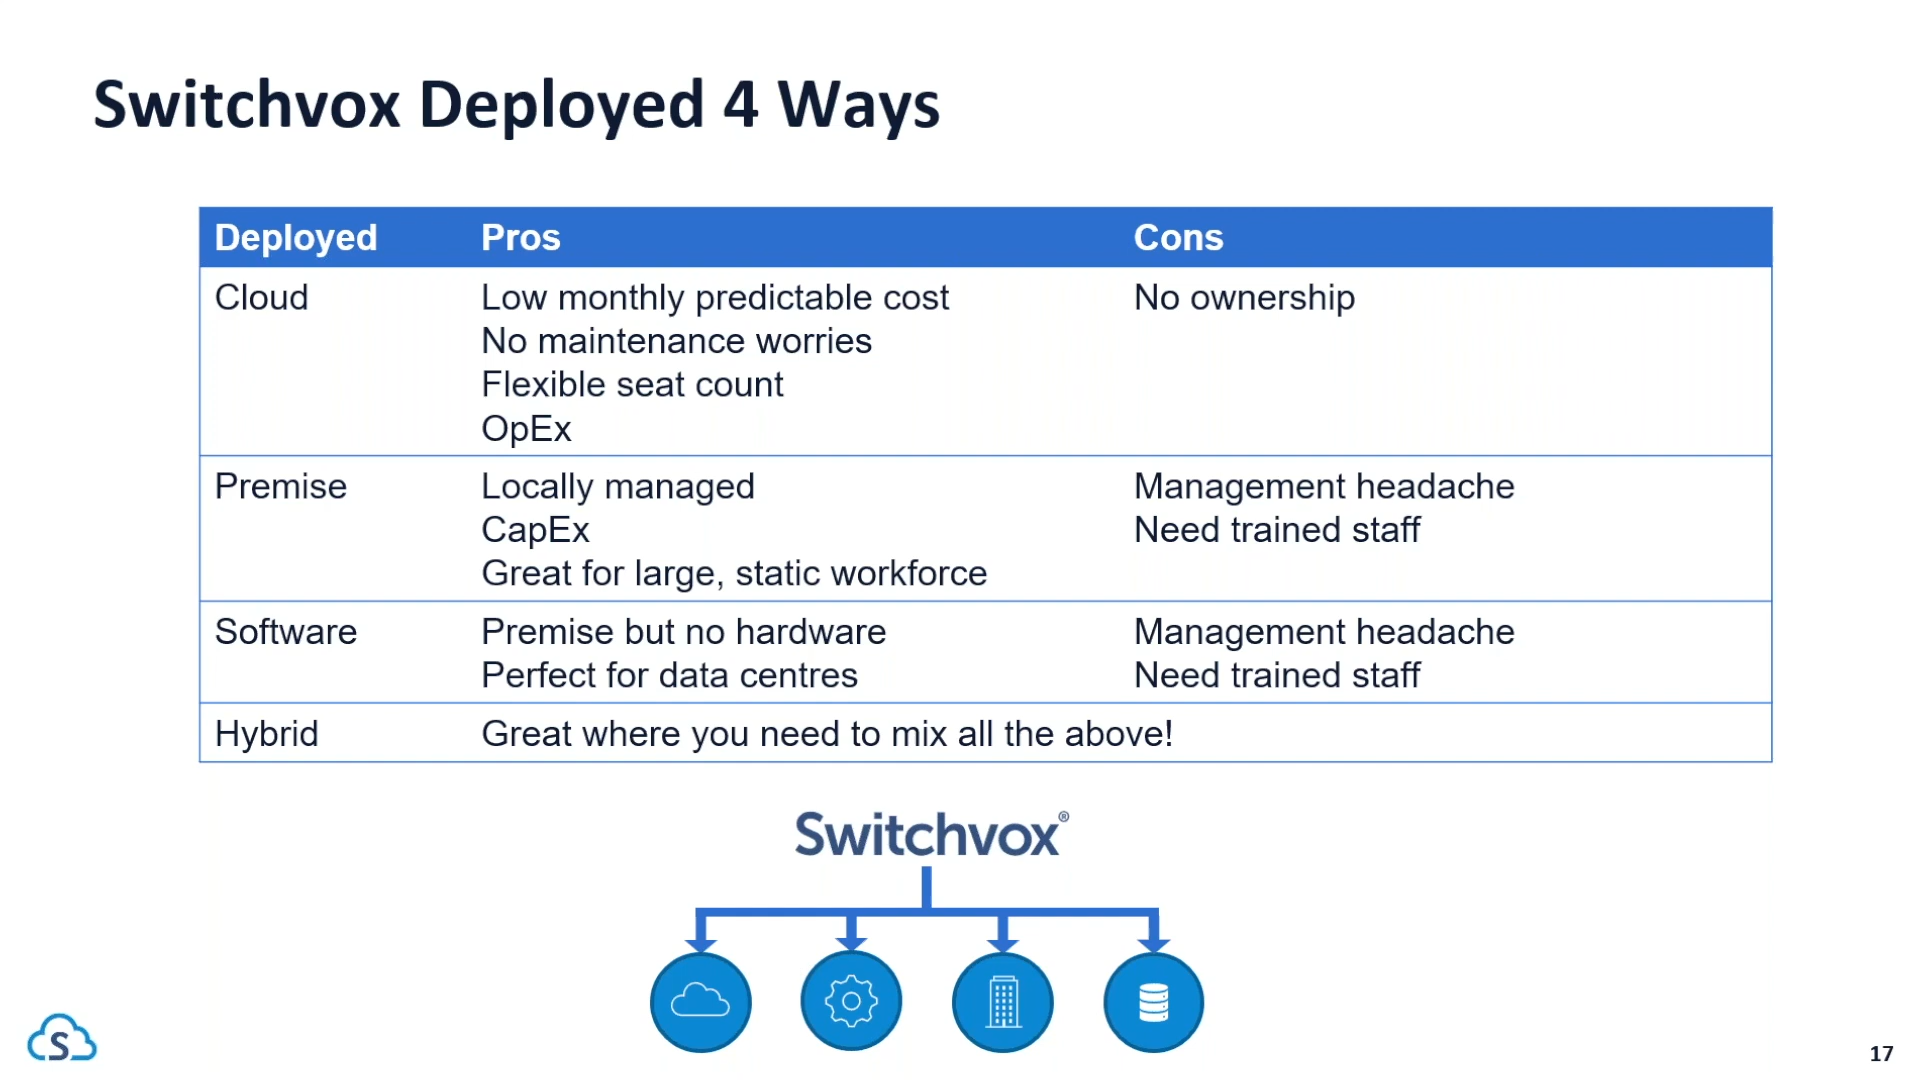 Switchvox Deployed 4 Ways
Deployed Pros Cons
Cloud Low monthly predictable cost No ownership
No maintenance worries
Flexible seat count
OpEx
Premise Locally managed Management headache
CapEx Need trained staff
Great for large, static workforce
Software Premise but no hardware Management headache
Perfect for data centres Need trained staff
Hybrid Great where you need to mix all the above!
Switchvox®
S
17